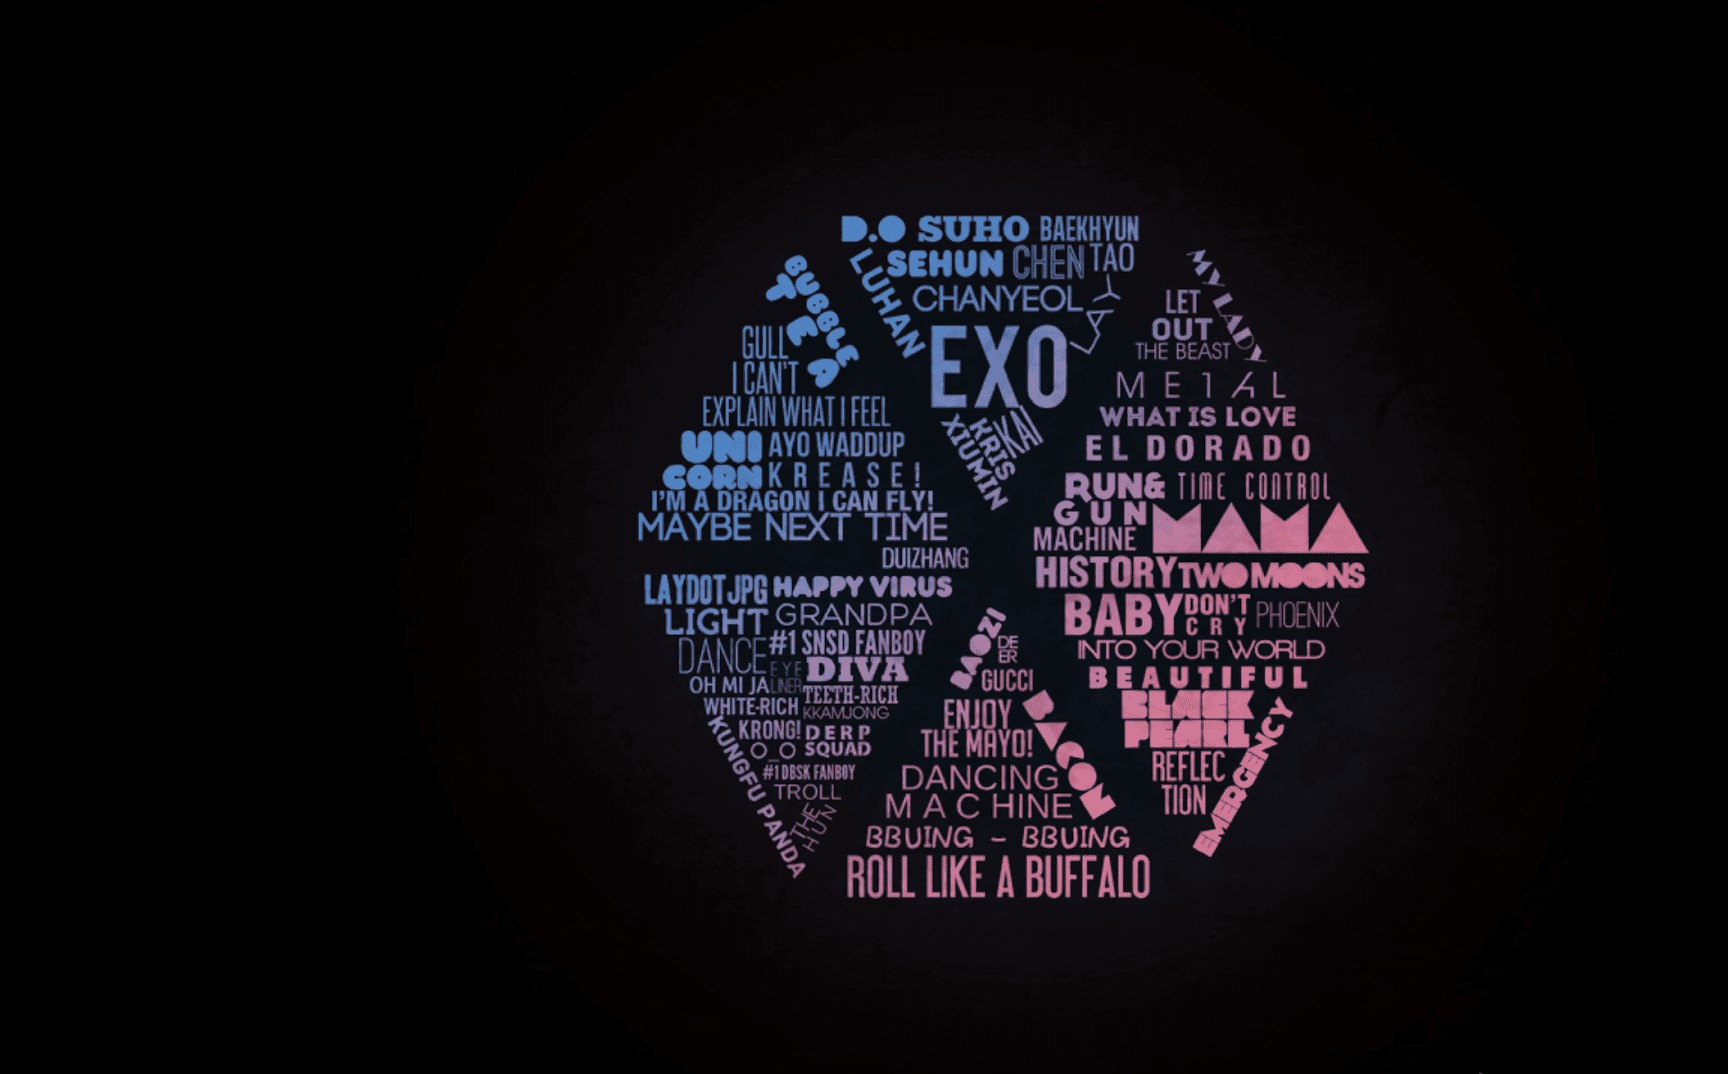 D.O SUHO BAEKHYUN
SEHUN CHEN TAO
LUHAN
CHANYEOL
LAY
EXO
KAI
KRIS
XIUMIN
BUBBLE
TEA
GULL
I CAN'T
EXPLAIN WHAT I FEEL
UNI
CORN
AYO WADDUP
KREASE!
I'M A DRAGON I CAN FLY!
MAYBE NEXT TIME
DUIZHANG
MY LADY
LET
OUT
THE BEAST
METAL
WHAT IS LOVE
EL DORADO
RUN&
GUN
TIME CONTROL
MACHINE
MAMA
HISTORY
TWO MOONS
BABY
DON'T
CRY
PHOENIX
INTO YOUR WORLD
BEAUTIFUL
BLACK
PEARL
REFLEC
TION
EMERGENCY
LAYDOTJPG HAPPY VIRUS
LIGHT GRANDPA
DANCE #1 SNSD FANBOY
EYE
LINER
DIVA
OH MI JA
TEETH-RICH
WHITE-RICH
KKAMJONG
KRONG!
O_O
DERP
SQUAD
#1 DBSK FANBOY
TROLL
THE
HUN
KUNGFU PANDA
BAOZI
DE
ER
GUCCI
ENJOY
THE MAYO!
BACON
DANCING
MACHINE
BBUING - BBUING
ROLL LIKE A BUFFALO